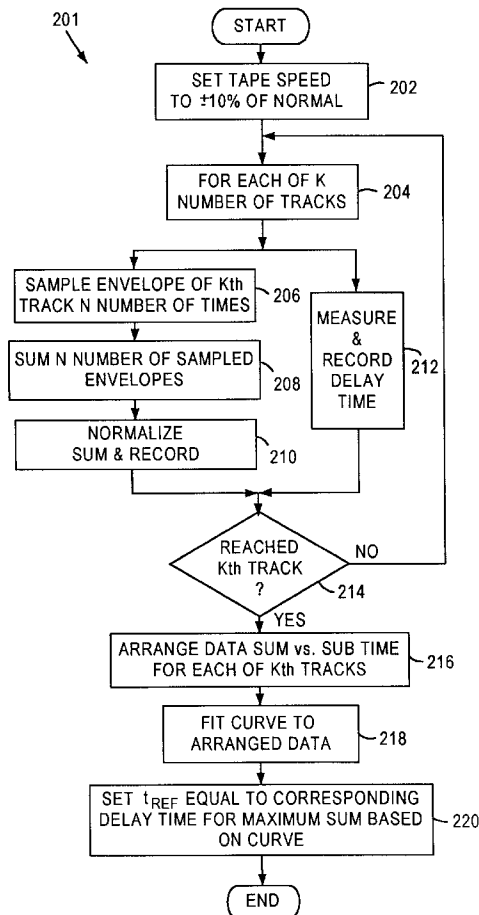 201
START
SET TAPE SPEED
TO ±10% OF NORMAL
202
FOR EACH OF K
NUMBER OF TRACKS
204
SAMPLE ENVELOPE OF Kth
TRACK N NUMBER OF TIMES
206
SUM N NUMBER OF SAMPLED
ENVELOPES
208
NORMALIZE
SUM & RECORD
210
MEASURE
&
RECORD
DELAY
TIME
212
REACHED
Kth TRACK
?
NO
214
YES
ARRANGE DATA SUM vs. SUB TIME
FOR EACH OF Kth TRACKS
216
FIT CURVE TO
ARRANGED DATA
218
SET tREF EQUAL TO CORRESPONDING
DELAY TIME FOR MAXIMUM SUM BASED
ON CURVE
220
END